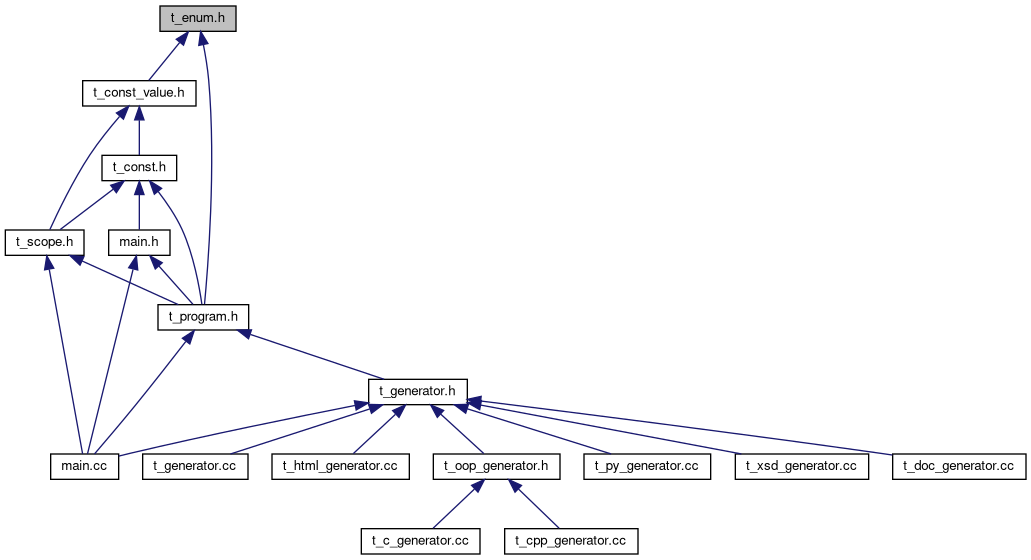 t_enum.h
t_const_value.h
t_const.h
t_scope.h
main.h
t_program.h
t_generator.h
main.cc
t_generator.cc
t_html_generator.cc
t_oop_generator.h
t_py_generator.cc
t_xsd_generator.cc
t_doc_generator.cc
t_c_generator.cc
t_cpp_generator.cc